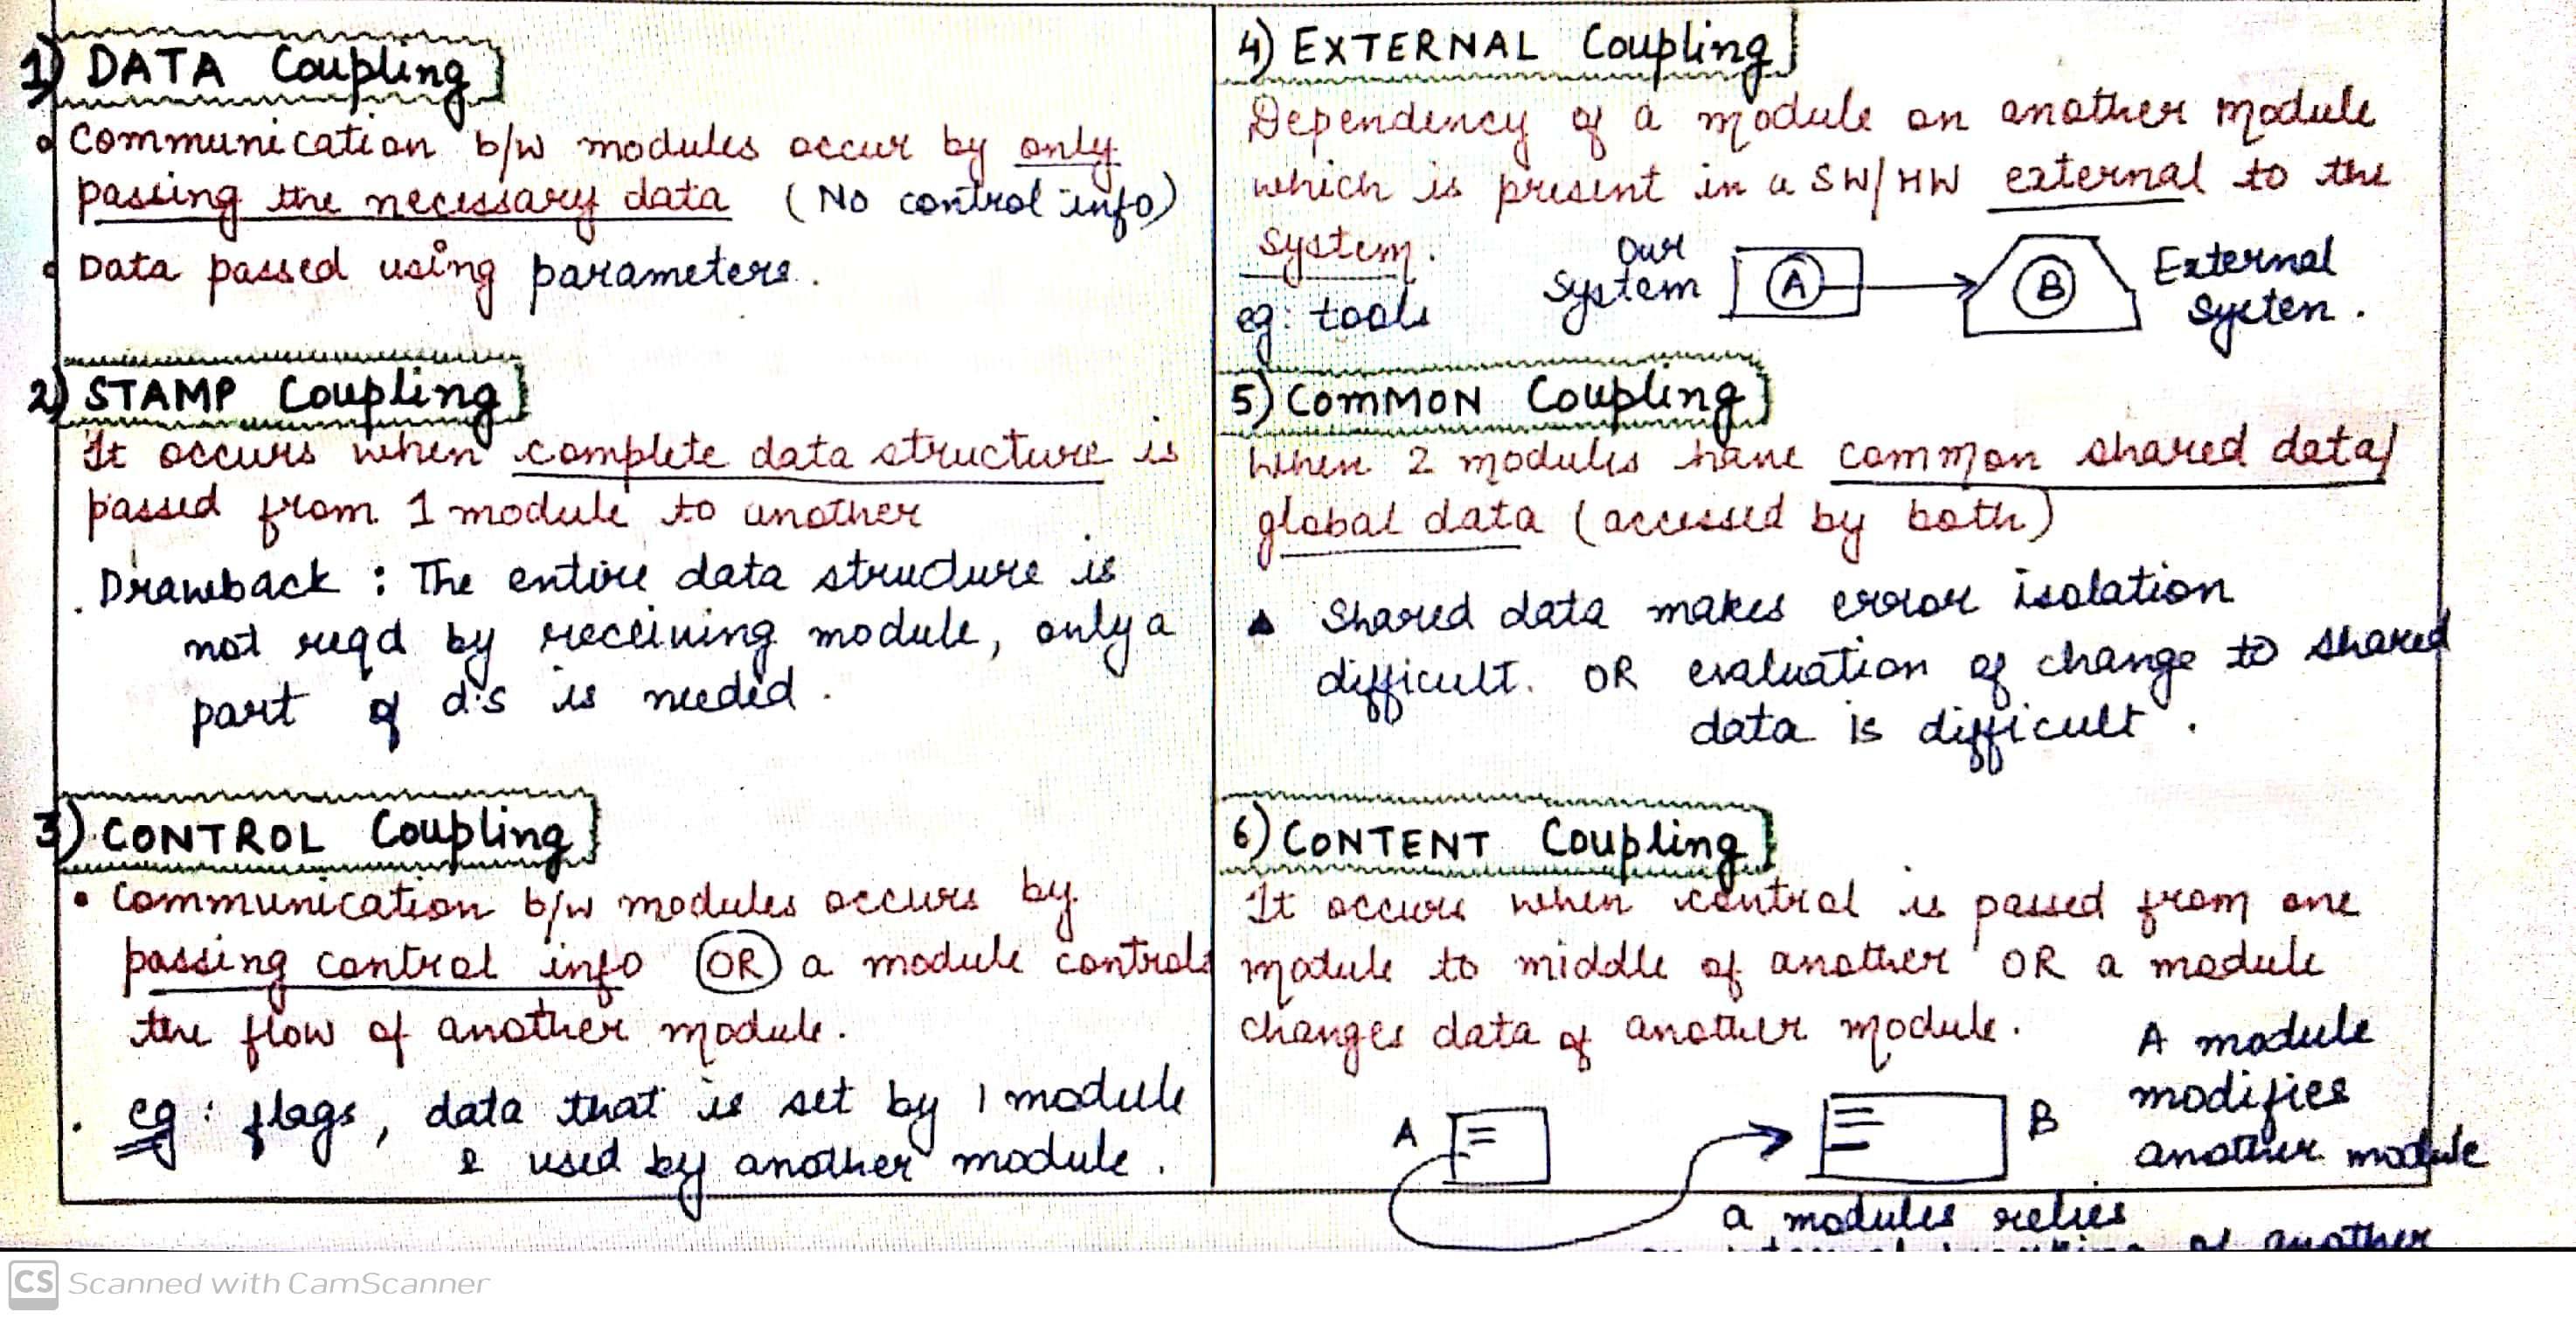 1) DATA Coupling
Communication b/w modules occur by only
passing the necessary data (No control info)
Data passed using parameters.
2) STAMP Coupling
It occurs when complete data structure is
passed from 1 module to another
Drawback : The entire data structure is
not reqd by receiving module, only a
part of d.s is needed.
3) CONTROL Coupling
• Communication b/w modules occurs by
passing control info OR a module controls
the flow of another module.
eg : flags, data that is set by 1 module
& used by another module.
4) EXTERNAL Coupling
Dependency of a module on another module
which is present in a SW/HW external to the
system.
eg: tools
Our
System
A
B
External
System.
5) COMMON Coupling
When 2 modules have common shared data/
global data (accessed by both)
Shared data makes error isolation
difficult. OR evaluation of change to shared
data is difficult.
6) CONTENT Coupling
It occurs when control is passed from one
module to middle of another OR a module
changes data of another module.
A module
modifies
another module
A
B
a modules relies
of another
CS Scanned with CamScanner